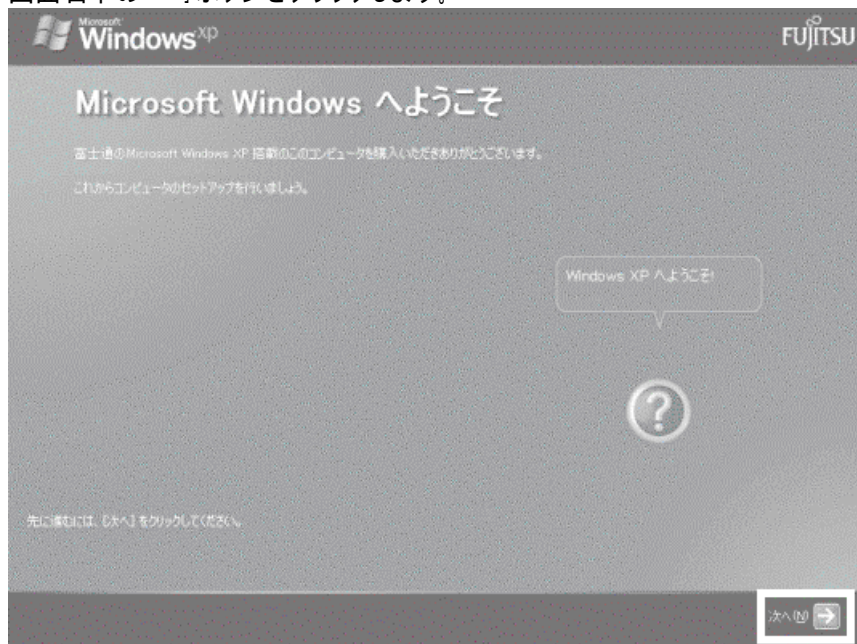 Microsoft
Windows xp
FUJITSU
Microsoft Windows へようこそ
富士通のMicrosoft Windows XP 搭載のこのコンピュータを購入いただきありがとうございます。
これからコンピュータのセットアップを行いましょう。
Windows XP へようこそ!
先に進むには、[次へ] をクリックしてください。
次へ(N)